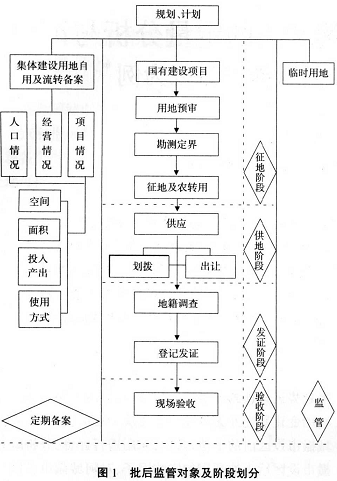 规划、计划
集体建设用地自
用及流转备案
国有建设项目
临时用地
人口情况
经营情况
项目情况
用地预审
勘测定界
征地及农转用
征地阶段
空间
面积
投入
产出
使用
方式
供应
划拨
出让
供地阶段
地籍调查
登记发证
发证阶段
定期备案
现场验收
验收阶段
监管
图1 批后监管对象及阶段划分